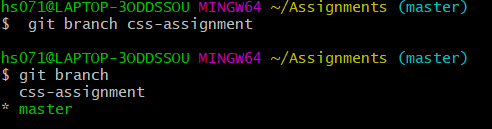 hs071@LAPTOP-3ODDSSOU MINGW64 ~/Assignments (master)
$  git branch css-assignment
hs071@LAPTOP-3ODDSSOU MINGW64 ~/Assignments (master)
$ git branch
  css-assignment
* master